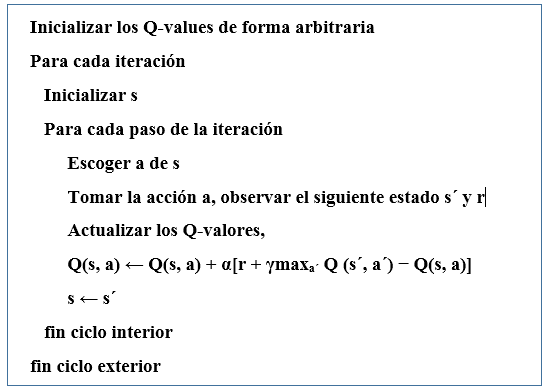 Inicializar los Q-values de forma arbitraria
Para cada iteración
Inicializar s
Para cada paso de la iteración
Escoger a de s
Tomar la acción a, observar el siguiente estado s´ y r
Actualizar los Q-valores,
Q(s, a) ← Q(s, a) + α[r + γmaxₐ´ Q (s´, a´) − Q(s, a)]
s ← s´
fin ciclo interior
fin ciclo exterior